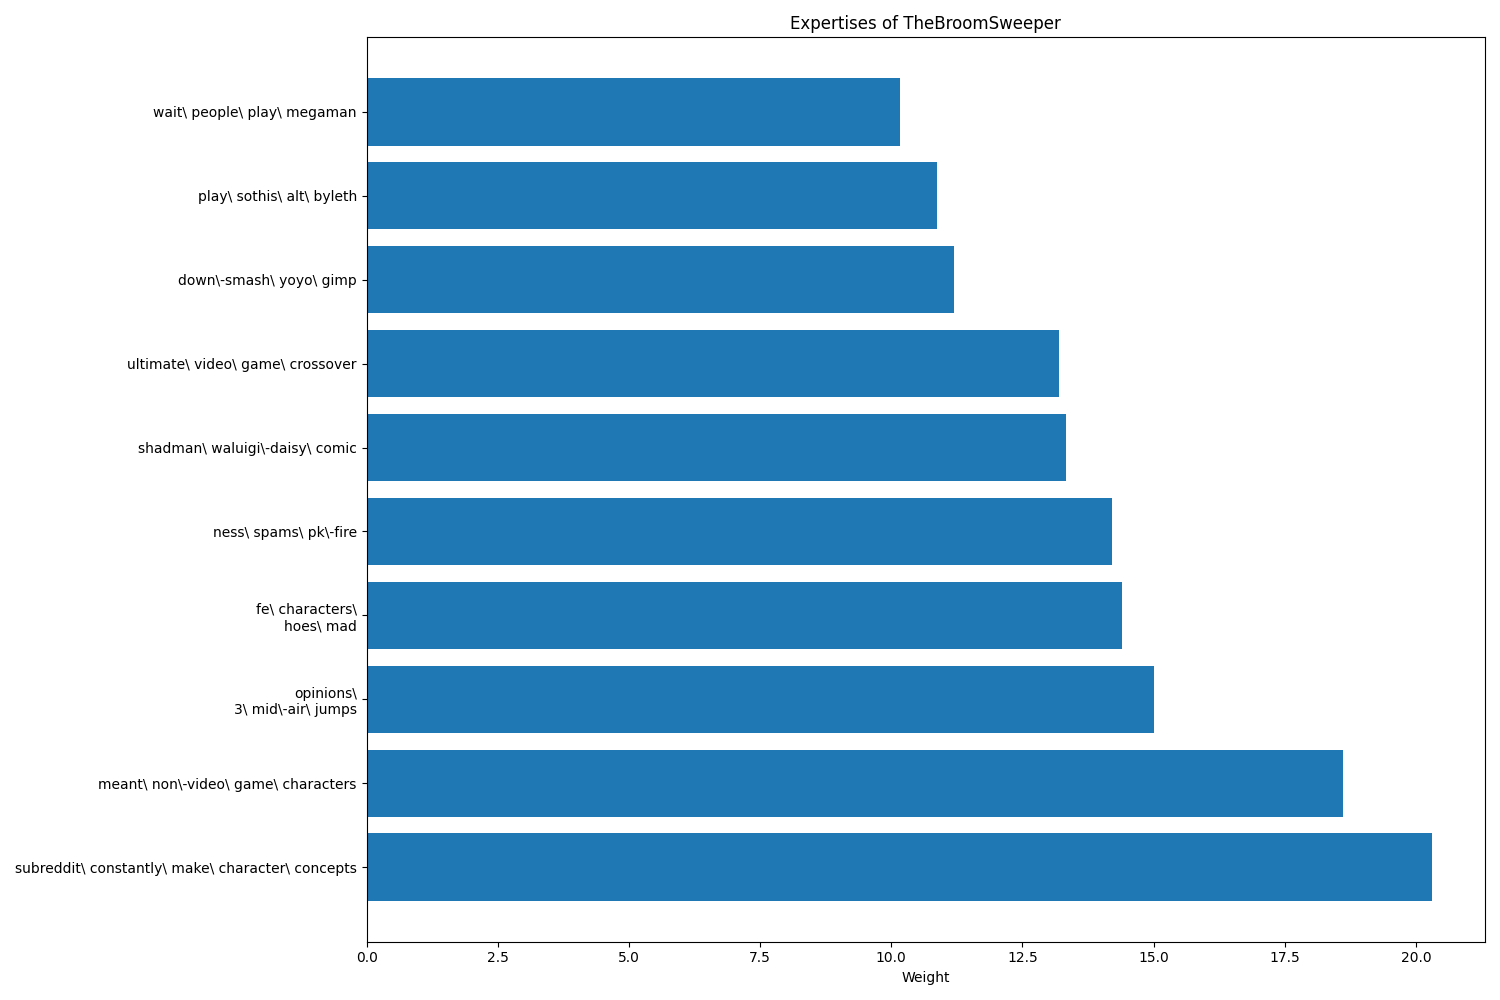 Expertises of TheBroomSweeper
wait\ people\ play\ megaman
play\ sothis\ alt\ byleth
down\-smash\ yoyo\ gimp
ultimate\ video\ game\ crossover
shadman\ waluigi\-daisy\ comic
ness\ spams\ pk\-fire
fe\ characters\
hoes\ mad
opinions\
3\ mid\-air\ jumps
meant\ non\-video\ game\ characters
subreddit\ constantly\ make\ character\ concepts
0.0 2.5 5.0 7.5 10.0 12.5 15.0 17.5 20.0
Weight